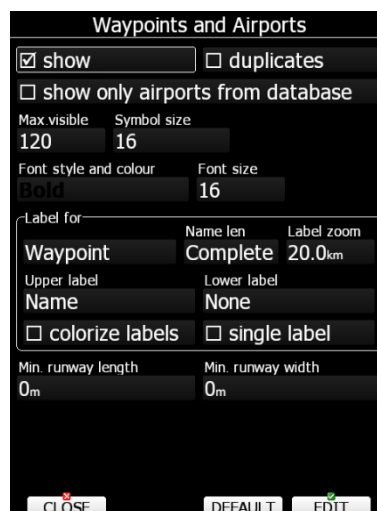 Waypoints and Airports
show duplicates
show only airports from database
Max.visible Symbol size
120 16
Font style and colour Font size
Bold 16
Label for
Name len Label zoom
Waypoint Complete 20.0km
Upper label Lower label
Name None
colorize labels single label
Min. runway length Min. runway width
0m 0m
CLOSE DEFAULT EDIT